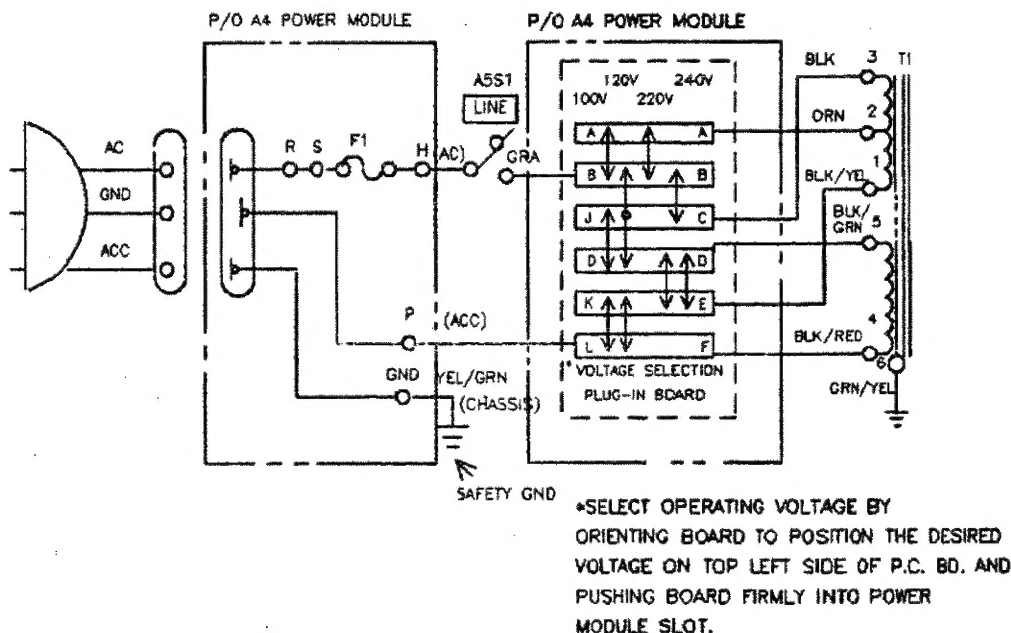 P/O A4 POWER MODULE
P/O A4 POWER MODULE
A5S1
LINE
120V 240V
100V 220V
BLK 3 T1
ORN 2
1
BLK/YEL
BLK/
GRN 5
4
BLK/RED
6
GRN/YEL
AC
GND
ACC
R S F1 H (AC)
GRA
A A
B B
J C
D D
K E
L F
P (ACC)
GND YEL/GRN
(CHASSIS)
SAFETY GND
* VOLTAGE SELECTION
PLUG-IN BOARD
*SELECT OPERATING VOLTAGE BY
ORIENTING BOARD TO POSITION THE DESIRED
VOLTAGE ON TOP LEFT SIDE OF P.C. BD. AND
PUSHING BOARD FIRMLY INTO POWER
MODULE SLOT.